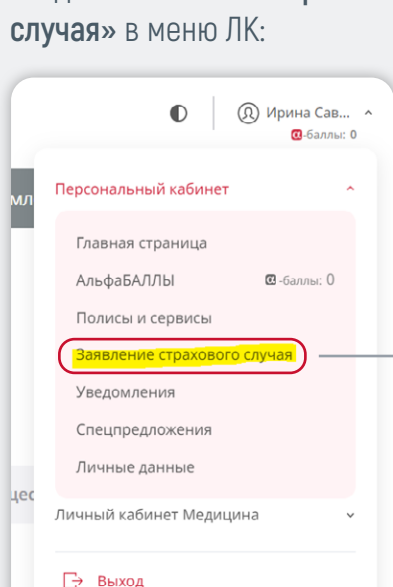 случая» в меню ЛК:
Ирина Сав...
α-баллы: 0
Персональный кабинет
Главная страница
АльфаБАЛЛЫ α-баллы: 0
Полисы и сервисы
Заявление страхового случая
Уведомления
Спецпредложения
Личные данные
Личный кабинет Медицина
Выход